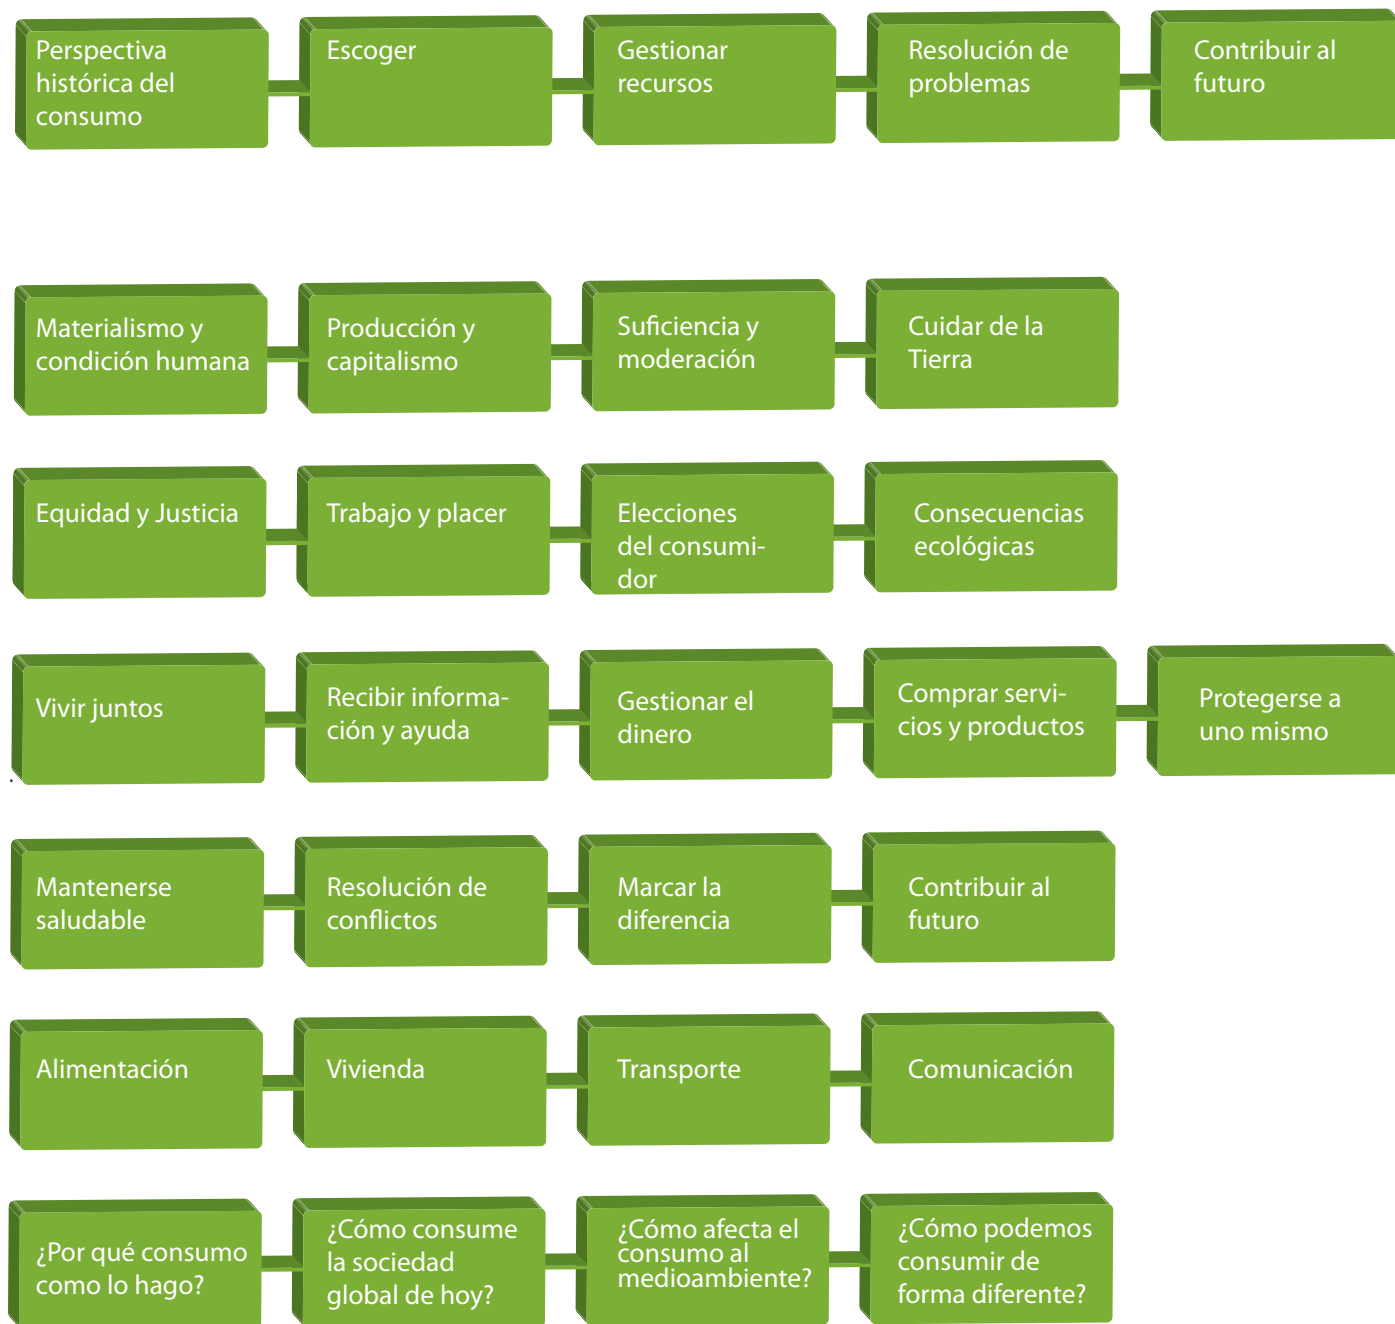 Perspectiva
histórica del
consumo
Escoger
Gestionar
recursos
Resolución de
problemas
Contribuir al
futuro
Materialismo y
condición humana
Producción y
capitalismo
Suficiencia y
moderación
Cuidar de la
Tierra
Equidad y Justicia
Trabajo y placer
Elecciones
del consumi-
dor
Consecuencias
ecológicas
Vivir juntos
Recibir informa-
ción y ayuda
Gestionar el
dinero
Comprar servi-
cios y productos
Protegerse a
uno mismo
.
Mantenerse
saludable
Resolución de
conflictos
Marcar la
diferencia
Contribuir al
futuro
Alimentación
Vivienda
Transporte
Comunicación
¿Por qué consumo
como lo hago?
¿Cómo consume
la sociedad
global de hoy?
¿Cómo afecta el
consumo al
medioambiente?
¿Cómo podemos
consumir de
forma diferente?